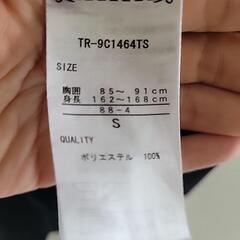 TR-9C1464TS
SIZE
胸囲 85～ 91cm
身長 162～168cm
88-4
S
QUALITY
ポリエステル 100%